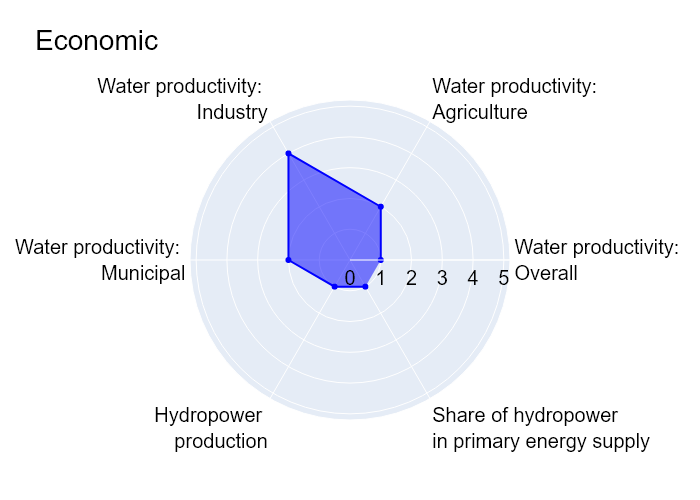 Economic
Water productivity:
Industry
Water productivity:
Agriculture
Water productivity:
Municipal
Water productivity:
Overall
0 1 2 3 4 5
Hydropower
production
Share of hydropower
in primary energy supply